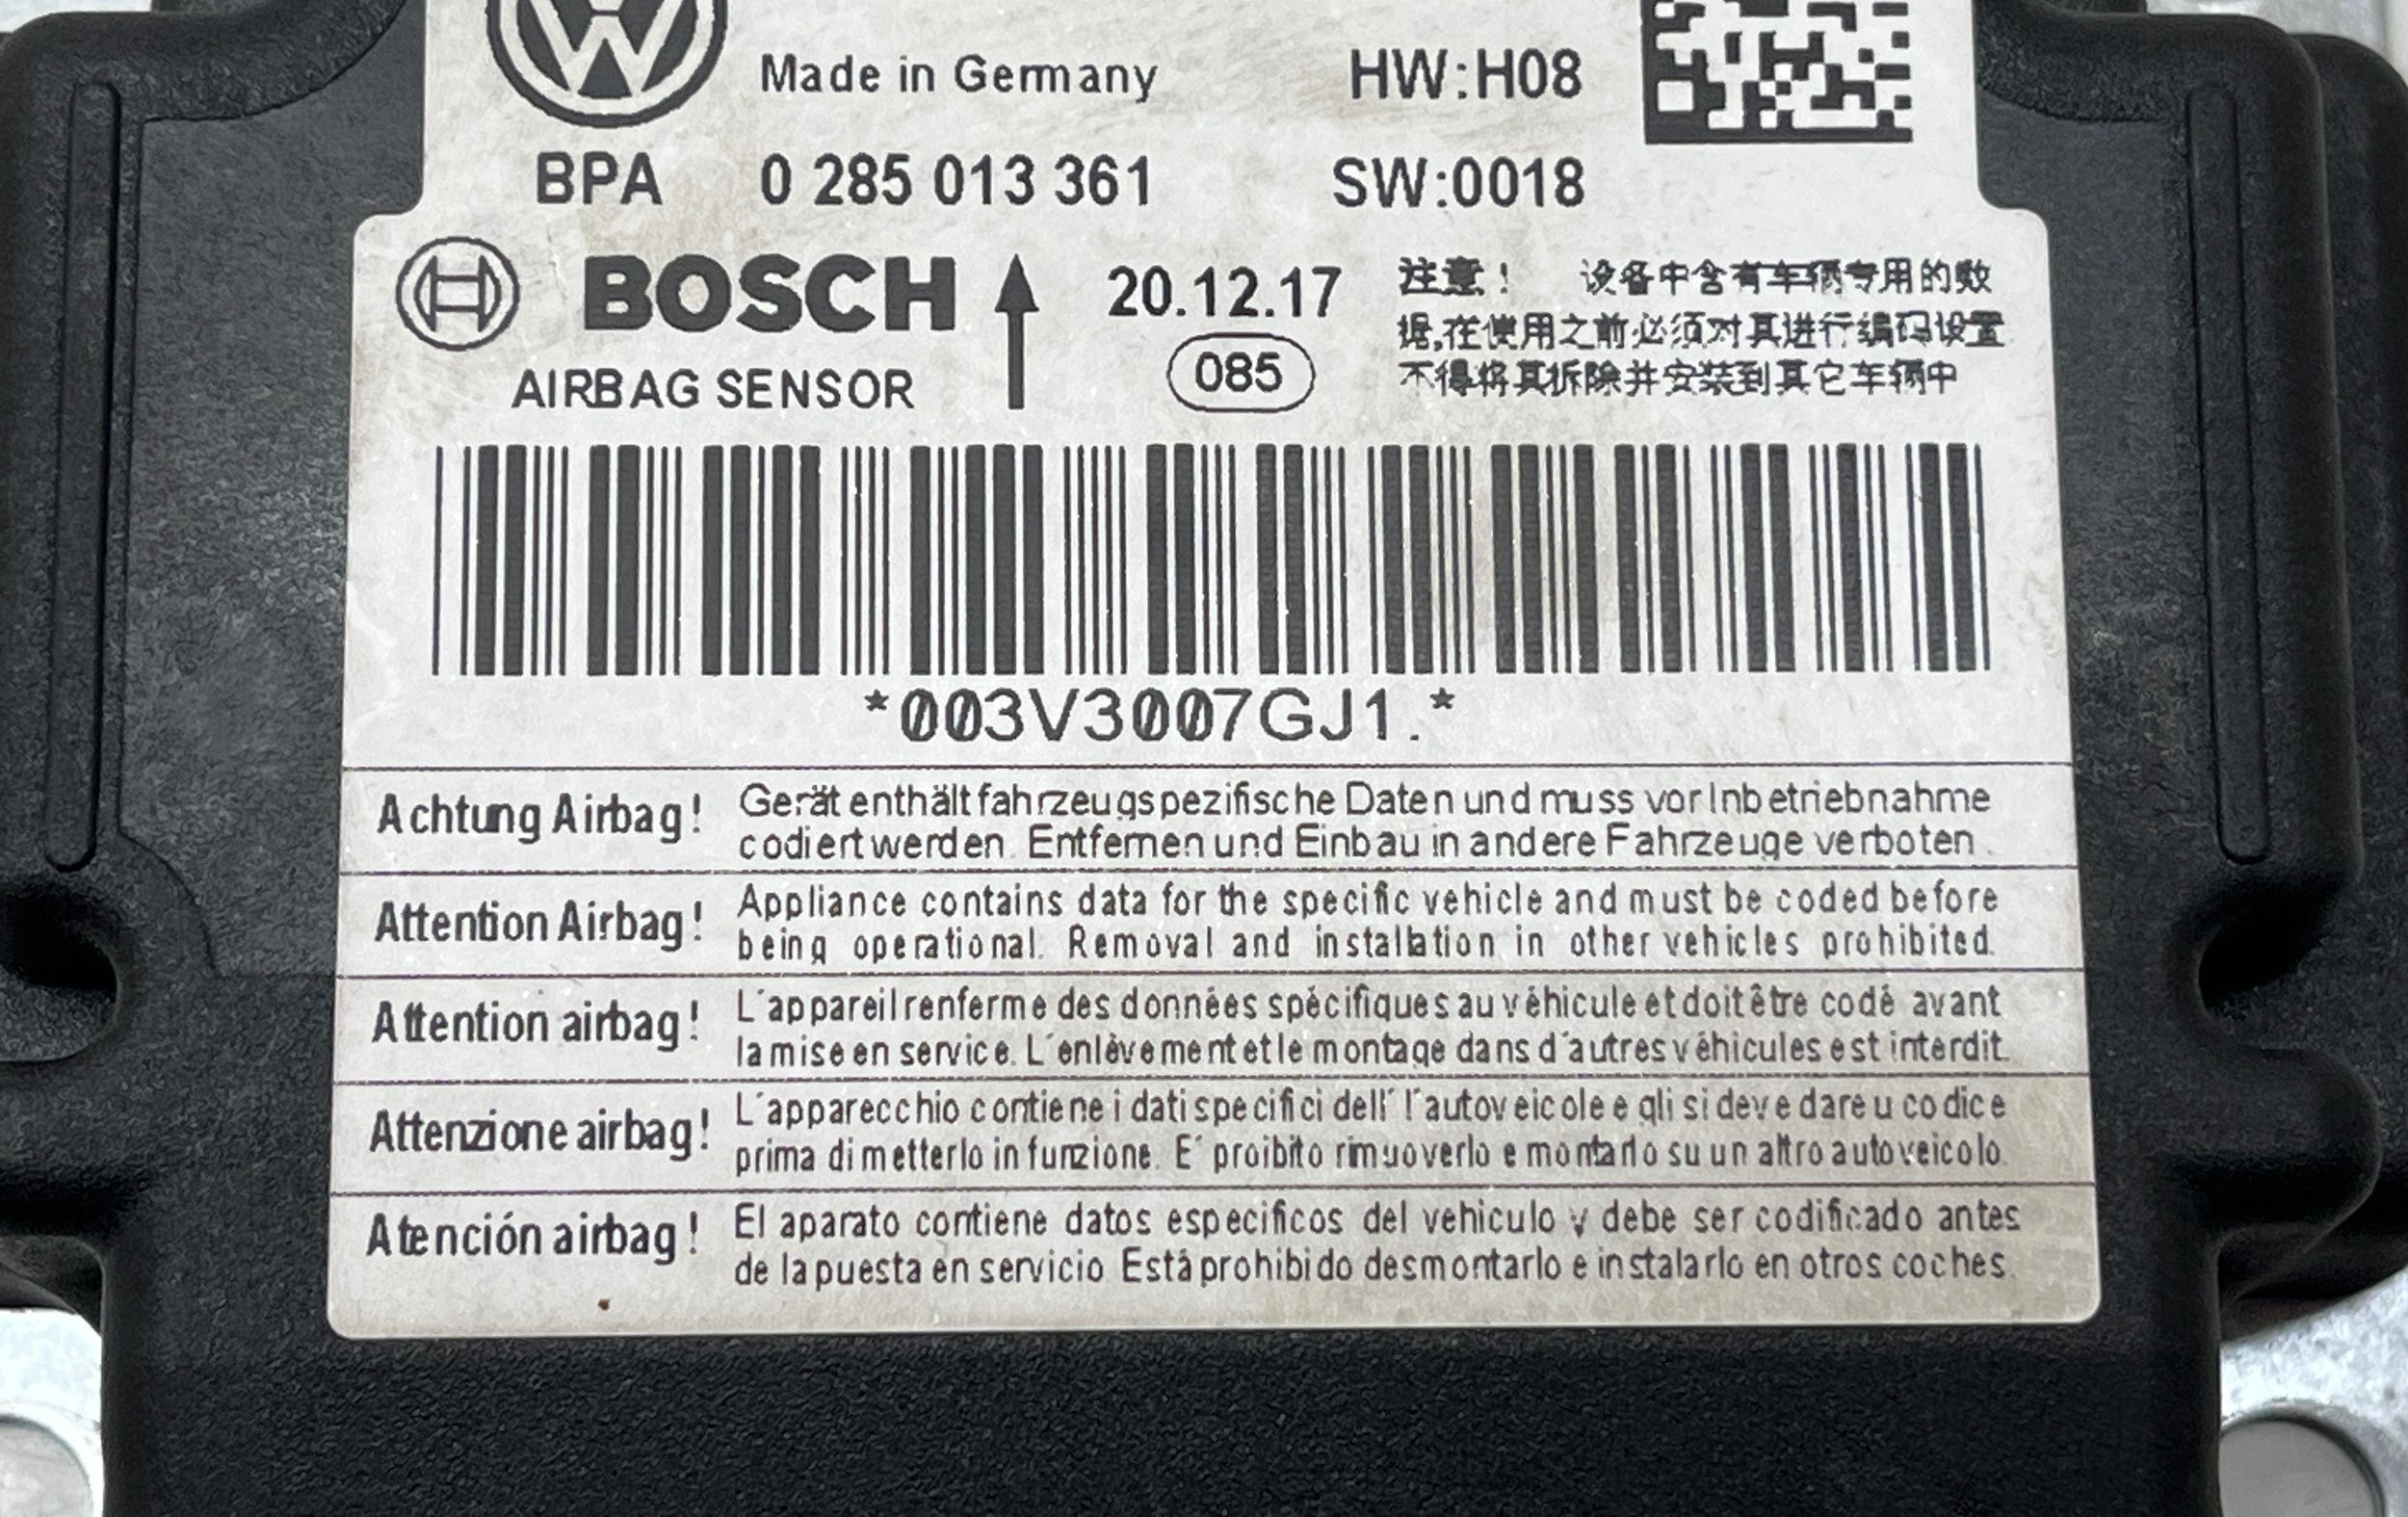 Made in Germany HW:H08
BPA 0 285 013 361 SW:0018
BOSCH 20.12.17
AIRBAG SENSOR 085
注意！ 设备中含有车辆专用的数
据,在使用之前必须对其进行编码设置
不得将其拆除并安装到其它车辆中
*003V3007GJ1.*
Achtung Airbag! Gerät enthält fahrzeugspezifische Daten und muss vor Inbetriebnahme
codiert werden. Entfernen und Einbau in andere Fahrzeuge verboten.
Attention Airbag! Appliance contains data for the specific vehicle and must be coded before
being operational. Removal and installation in other vehicles prohibited.
Attention airbag! L´appareil renferme des données spécifiques au véhicule et doit être codé avant
la mise en service. L´enlèvement et le montage dans d´autres véhicules est interdit.
Attenzione airbag! L´apparecchio contiene i dati specifici dell´ l´autoveicolo e gli si deve dare u codice
prima di metterlo in funzione. E´ proibito rimuoverlo e montarlo su un altro autoveicolo.
Atención airbag! El aparato contiene datos especificos del vehiculo y debe ser codificado antes
de la puesta en servicio. Está prohibido desmontarlo e instalarlo en otros coches.